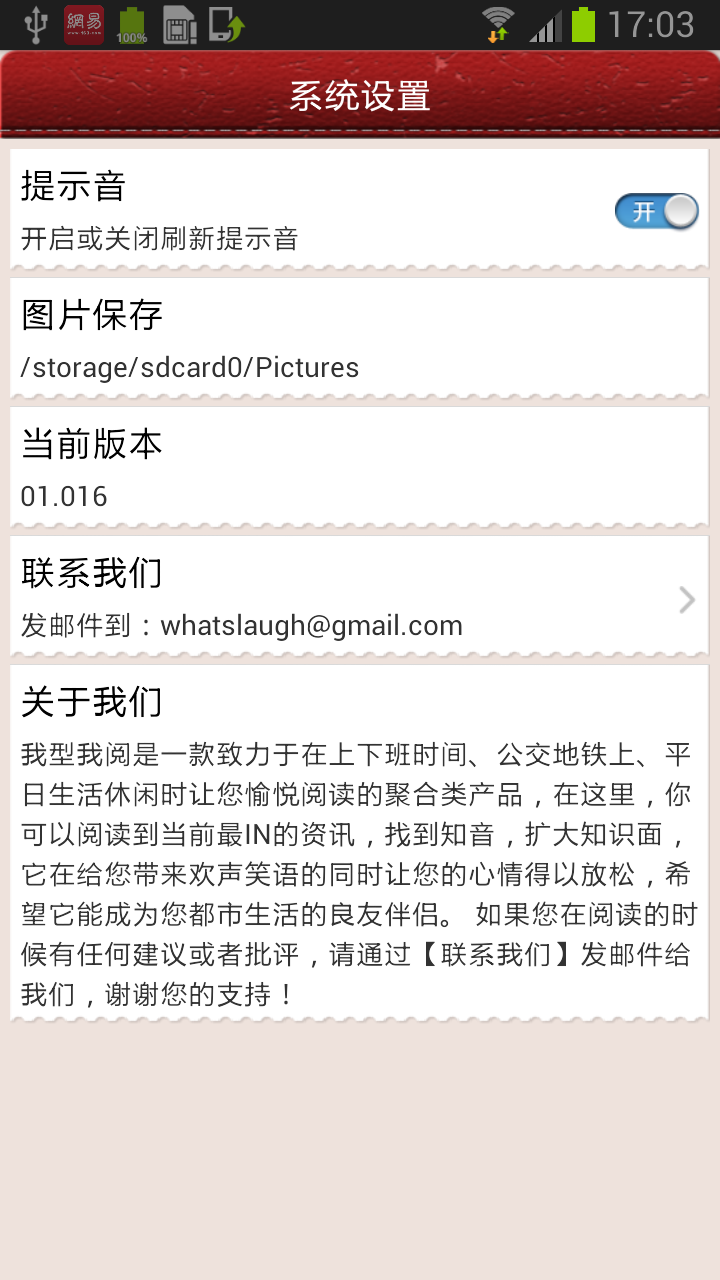 網易
www.163.com
100%
17:03
系统设置
提示音
开
开启或关闭刷新提示音
图片保存
/storage/sdcard0/Pictures
当前版本
01.016
联系我们
发邮件到：whatslaugh@gmail.com
关于我们
我型我阅是一款致力于在上下班时间、公交地铁上、平
日生活休闲时让您愉悦阅读的聚合类产品，在这里，你
可以阅读到当前最IN的资讯，找到知音，扩大知识面，
它在给您带来欢声笑语的同时让您的心情得以放松，希
望它能成为您都市生活的良友伴侣。 如果您在阅读的时
候有任何建议或者批评，请通过【联系我们】发邮件给
我们，谢谢您的支持！